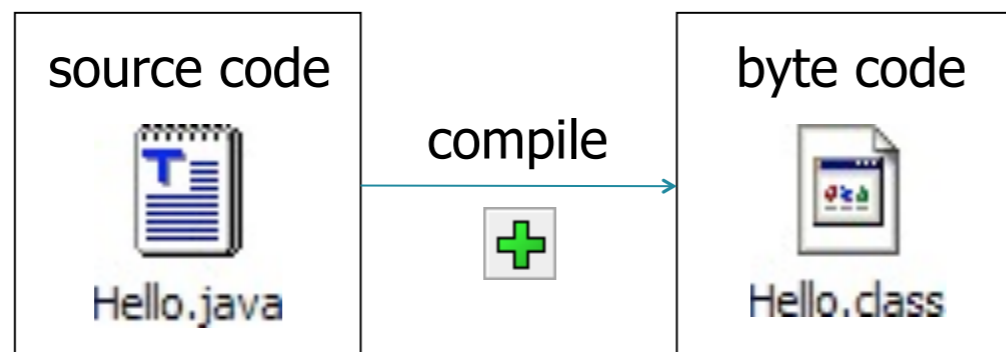 source code
Hello.java
compile
byte code
Hello.class